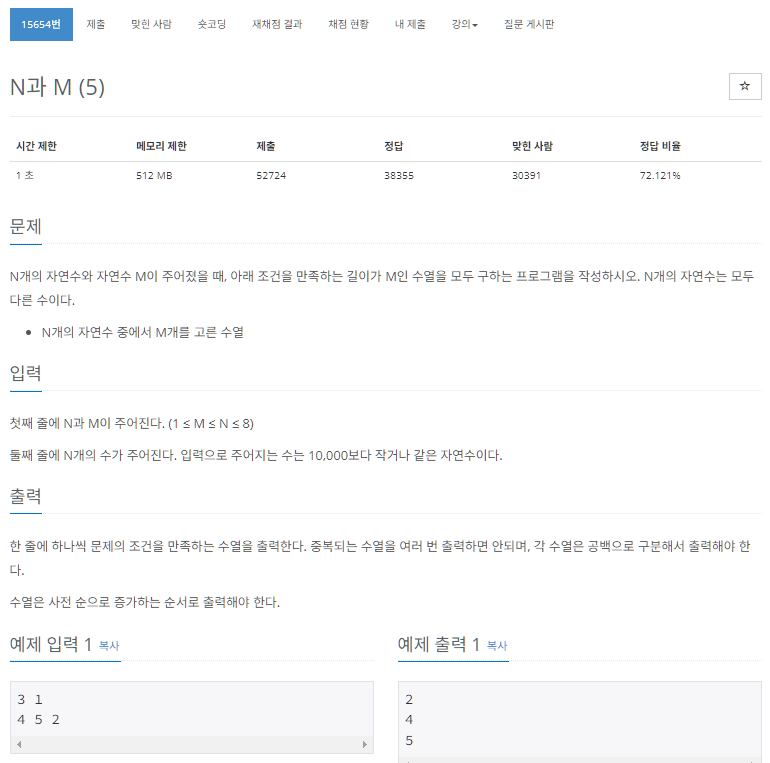 15654번 제출 맞힌 사람 숏코딩 재채점 결과 채점 현황 내 제출 강의 질문 게시판
N과 M (5)
시간 제한 메모리 제한 제출 정답 맞힌 사람 정답 비율
1 초 512 MB 52724 38355 30391 72.121%
문제
N개의 자연수와 자연수 M이 주어졌을 때, 아래 조건을 만족하는 길이가 M인 수열을 모두 구하는 프로그램을 작성하시오. N개의 자연수는 모두
다른 수이다.
N개의 자연수 중에서 M개를 고른 수열
입력
첫째 줄에 N과 M이 주어진다. (1 ≤ M ≤ N ≤ 8)
둘째 줄에 N개의 수가 주어진다. 입력으로 주어지는 수는 10,000보다 작거나 같은 자연수이다.
출력
한 줄에 하나씩 문제의 조건을 만족하는 수열을 출력한다. 중복되는 수열을 여러 번 출력하면 안되며, 각 수열은 공백으로 구분해서 출력해야 한
다.
수열은 사전 순으로 증가하는 순서로 출력해야 한다.
예제 입력 1 복사
3 1
4 5 2
예제 출력 1 복사
2
4
5